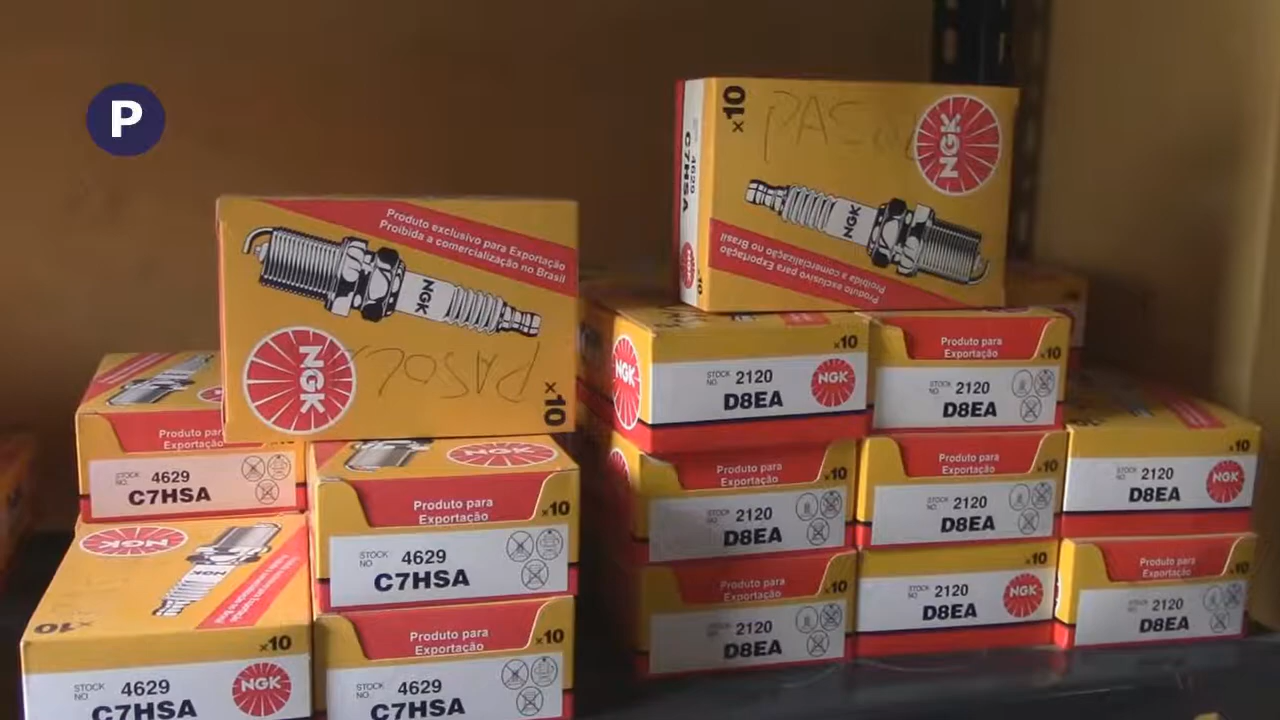 P
x10
PASOL
NGK
4629
C7HSA
NGK
10
Produto exclusivo para Exportação
Proibida a comercialização no Brasil
Produto exclusivo para Exportação
Proibida a comercialização no Brasil
NGK
NGK
PASOL
x10
NGK
x10
STOCK NO. 2120
D8EA
NGK
Produto para
Exportação
x10
STOCK NO. 2120
D8EA
Produto para
Exportação
STOCK NO. 4629
C7HSA
Produto para
Exportação
x10
STOCK NO. 4629
C7HSA
Produto para
Exportação
x10
STOCK NO. 2120
D8EA
Produto para
Exportação
x10
STOCK NO. 2120
D8EA
x10
STOCK NO. 2120
D8EA
NGK
NGK
NGK
x10
x10
STOCK NO. 4629
C7HSA
NGK
Produto para
Exportação
x10
STOCK NO. 4629
C7HSA
Produto para
Exportação
x10
STOCK NO. 2120
D8EA
x10
STOCK NO. 2120
D8EA
NGK
Produto para
Exportação
x10
STOCK NO. 2120
D8EA